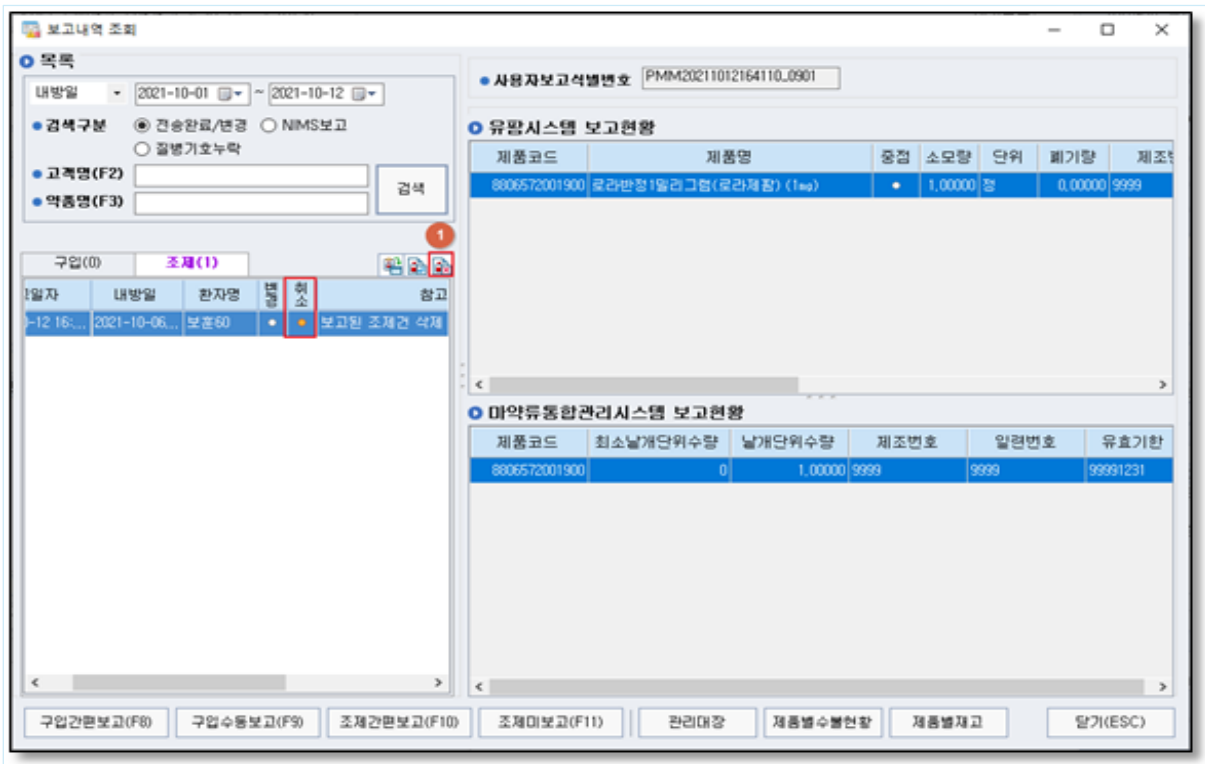 보고내역 조회
목록
내방일 2021-10-01 ~ 2021-10-12
검색구분 전송완료/변경 NIMS보고
질병기호누락
고객명(F2)
약품명(F3)
검색
1
구입(0) 조제(1)
일자 내방일 환자명 변경 취소 참고
-12 16:... 2021-10-06... 보훈60 보고된 조제건 삭제
사용자보고식별번호 PMM20211012164110_0901
유팜시스템 보고현황
제품코드 제품명 중점 소모량 단위 폐기량 제조번
8806572001900 로라반정1밀리그램(로라제팜) (1mg) 1.00000 정 0.00000 9999
마약류통합관리시스템 보고현황
제품코드 최소낱개단위수량 낱개단위수량 제조번호 일련번호 유효기한
8806572001900 0 1.00000 9999 9999 99991231
구입간편보고(F8) 구입수동보고(F9) 조제간편보고(F10) 조제미보고(F11) 관리대장 제품별수불현황 제품별재고 닫기(ESC)